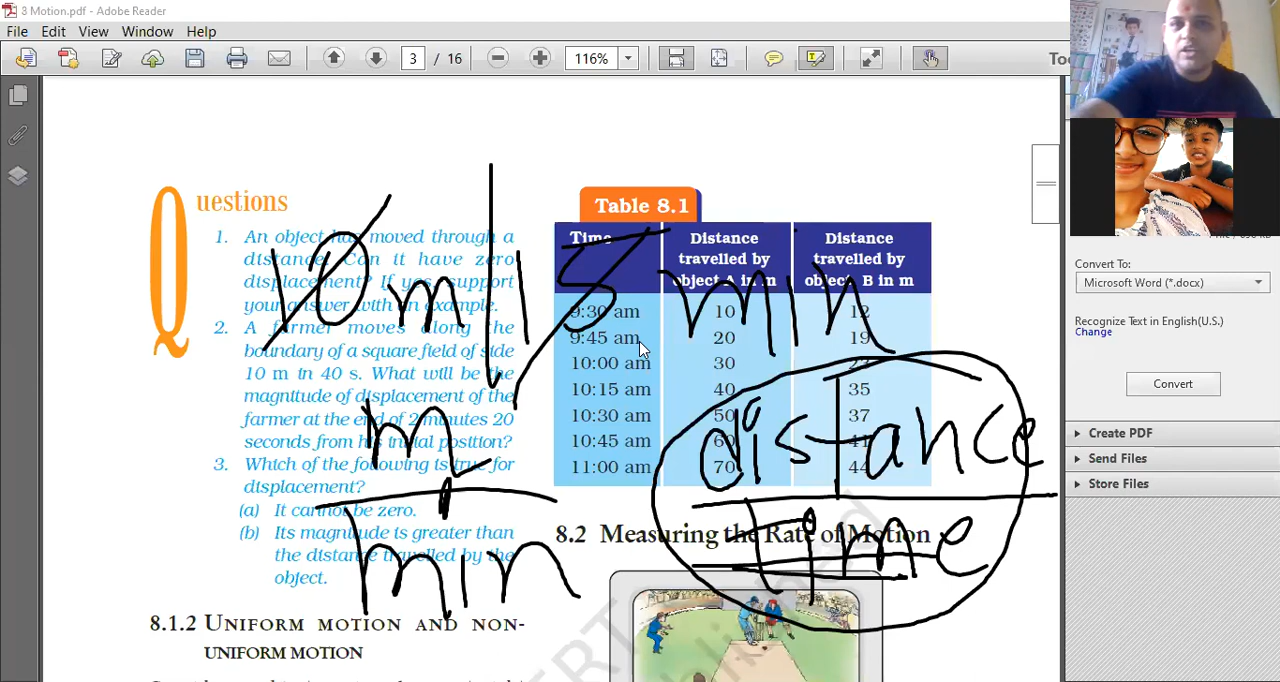 3 Motion.pdf - Adobe Reader
File Edit View Window Help
3 / 16 116%
Questions
1. An object has moved through a
distance. Can it have zero
displacement? If yes, support
your answer with an example.
2. A farmer moves along the
boundary of a square field of side
10 m in 40 s. What will be the
magnitude of displacement of the
farmer at the end of 2 minutes 20
seconds from his initial position?
3. Which of the following is true for
displacement?
(a) It cannot be zero.
(b) Its magnitude is greater than
the distance travelled by the
object.
8.1.2 UNIFORM MOTION AND NON-
UNIFORM MOTION
Table 8.1
Time Distance travelled by object A in m Distance travelled by object B in m
9:30 am 10 12
9:45 am 20 19
10:00 am 30 23
10:15 am 40 35
10:30 am 50 37
10:45 am 60 41
11:00 am 70 44
8.2 Measuring the Rate of Motion
10 m 15 min
m
min
distance
time
Convert To:
Microsoft Word (*.docx)
Recognize Text in English(U.S.)
Change
Convert
Create PDF
Send Files
Store Files